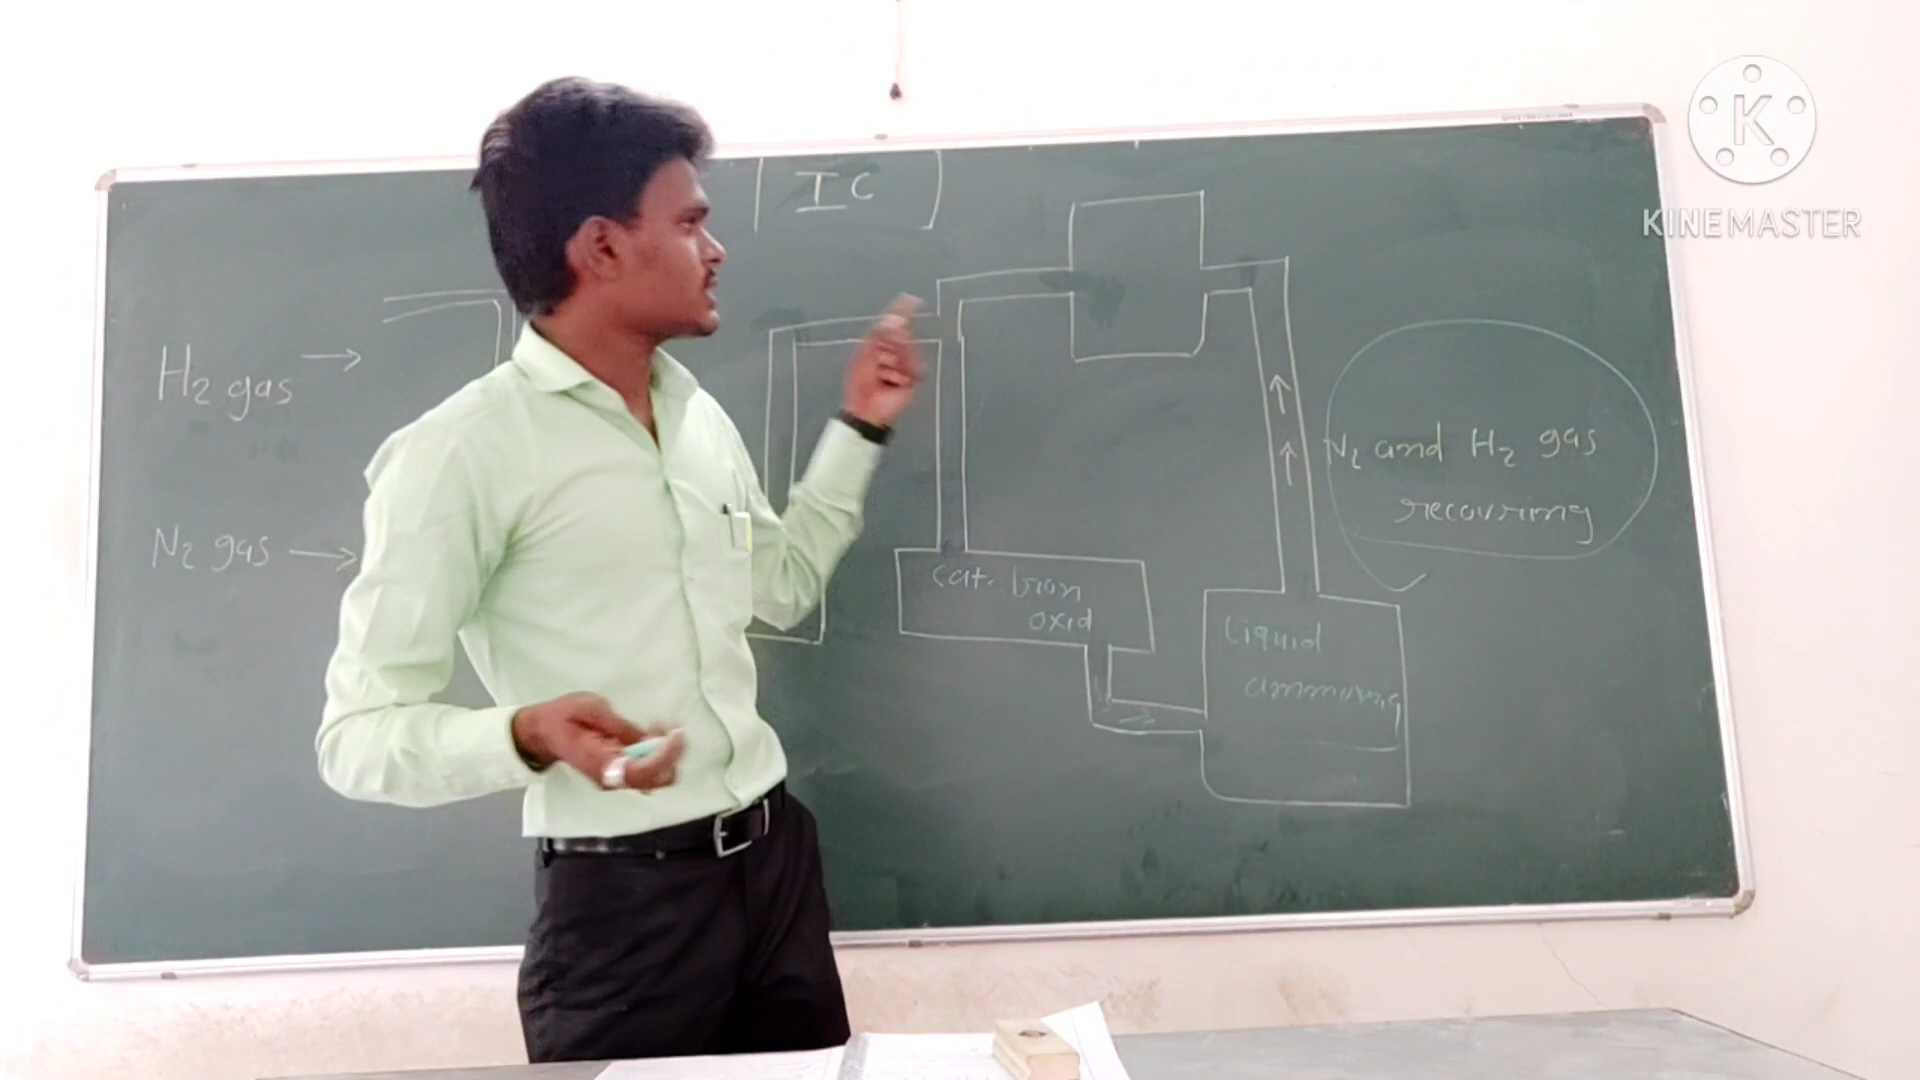 IC
H2 gas →
N2 gas →
cat. Iron
oxid
Liquid
ammonia
N2 and H2 gas
recovring
K
KINEMASTER